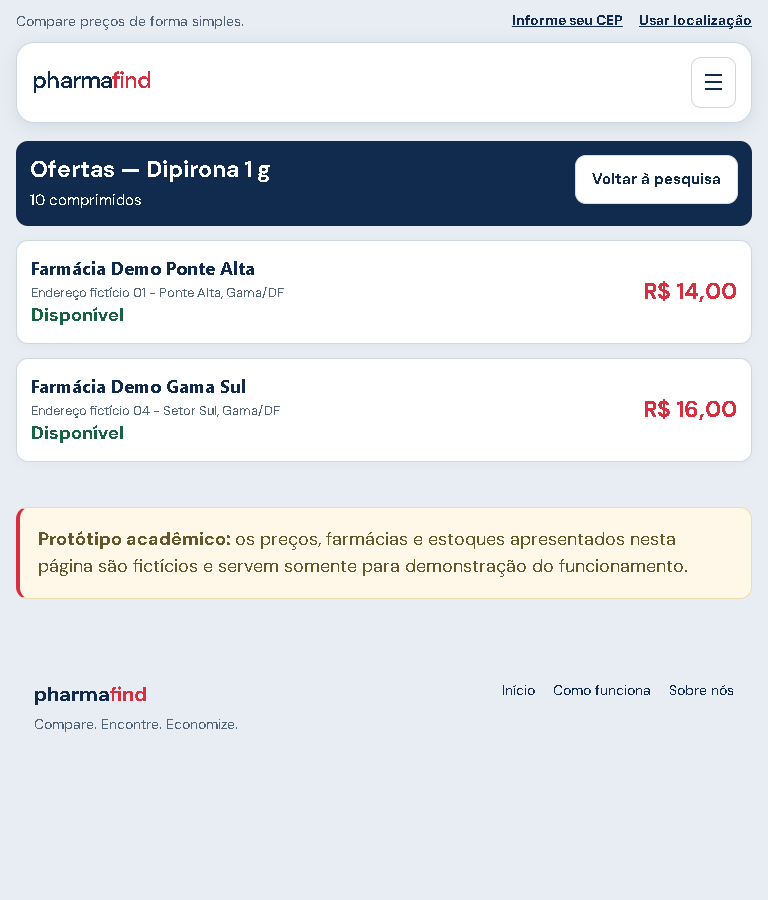 Compare preços de forma simples.
Informe seu CEP Usar localização
pharmafind
Ofertas — Dipirona 1 g
10 comprimidos
Voltar à pesquisa
Farmácia Demo Ponte Alta
Endereço fictício 01 - Ponte Alta, Gama/DF
Disponível
R$ 14,00
Farmácia Demo Gama Sul
Endereço fictício 04 - Setor Sul, Gama/DF
Disponível
R$ 16,00
Protótipo acadêmico: os preços, farmácias e estoques apresentados nesta
página são fictícios e servem somente para demonstração do funcionamento.
pharmafind
Compare. Encontre. Economize.
Início Como funciona Sobre nós